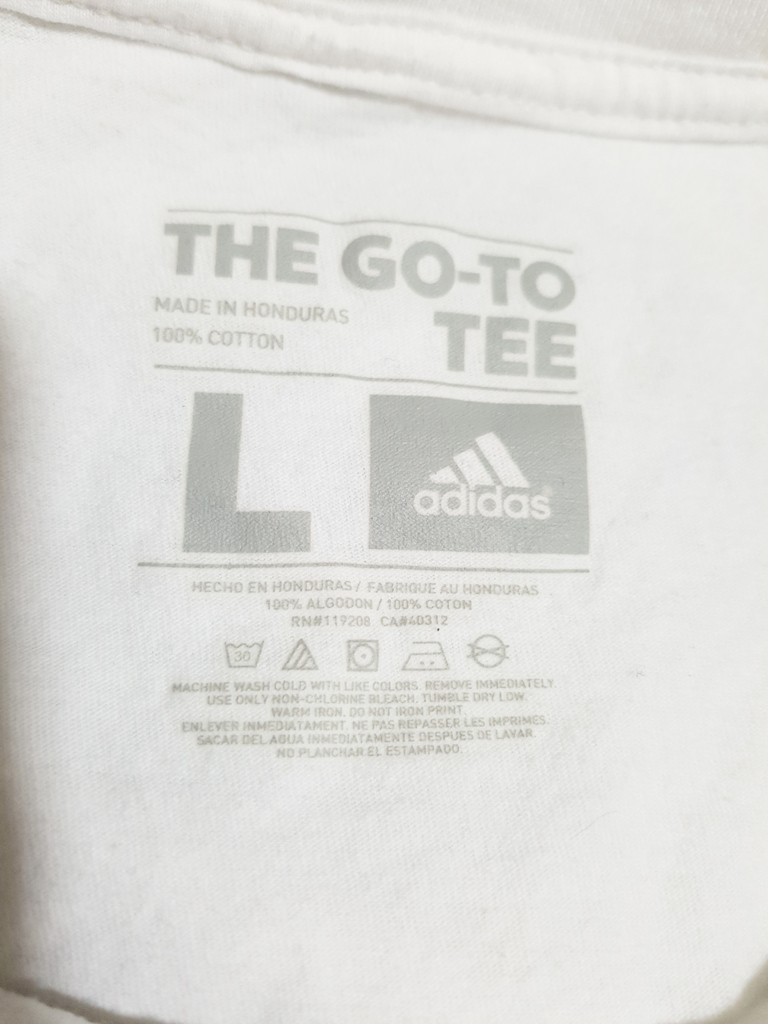 THE GO-TO
TEE
MADE IN HONDURAS
100% COTTON
L
adidas
HECHO EN HONDURAS / FABRIQUE AU HONDURAS
100% ALGODON / 100% COTON
RN#119208 CA#40312
30
MACHINE WASH COLD WITH LIKE COLORS. REMOVE IMMEDIATELY.
USE ONLY NON-CHLORINE BLEACH. TUMBLE DRY LOW.
WARM IRON. DO NOT IRON PRINT.
ENLEVER INMEDIATAMENT. NE PAS REPASSER LES IMPRIMES.
SACAR DEL AGUA INMEDIATAMENTE DESPUES DE LAVAR.
NO PLANCHAR EL ESTAMPADO.